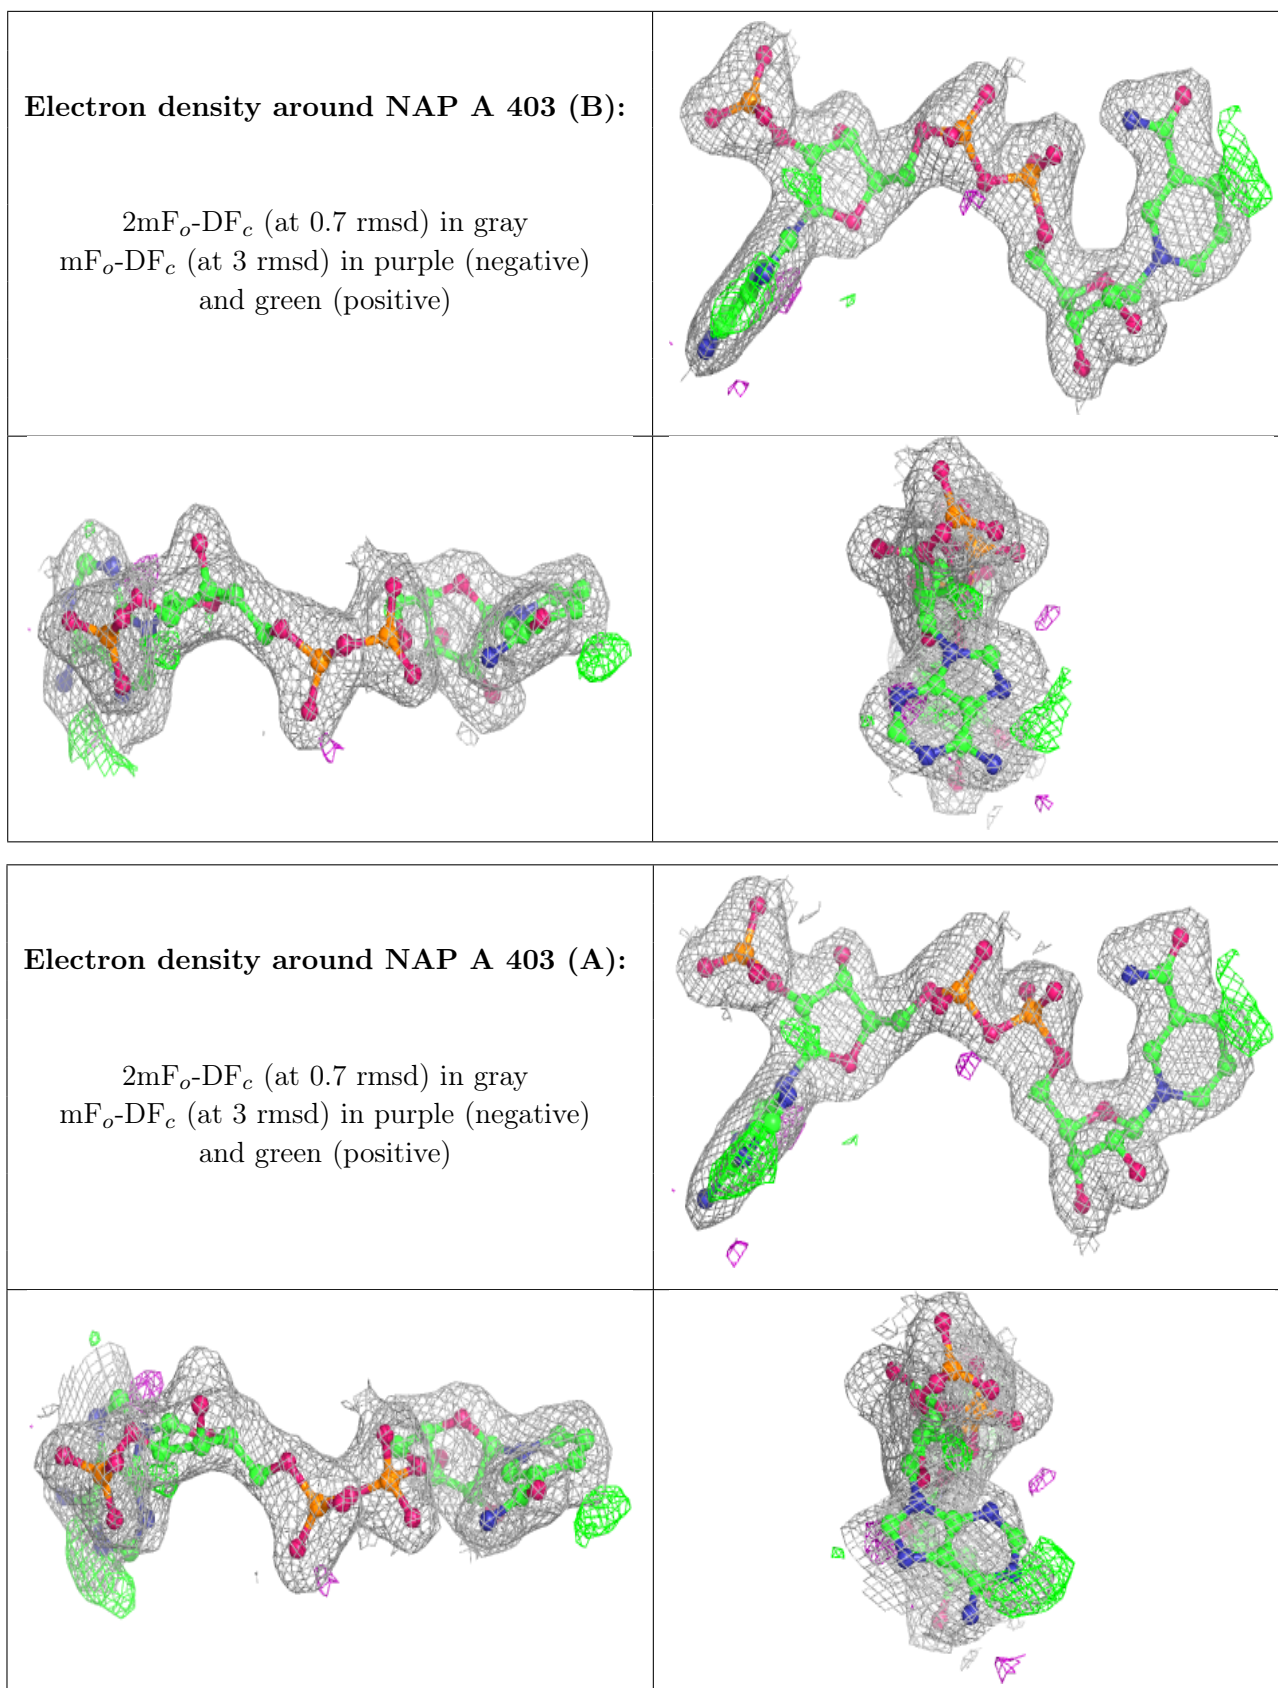 Electron density around NAP A 403 (B):
2mFₒ-DF𝒸 (at 0.7 rmsd) in gray
mFₒ-DF𝒸 (at 3 rmsd) in purple (negative)
and green (positive)
Electron density around NAP A 403 (A):
2mFₒ-DF𝒸 (at 0.7 rmsd) in gray
mFₒ-DF𝒸 (at 3 rmsd) in purple (negative)
and green (positive)